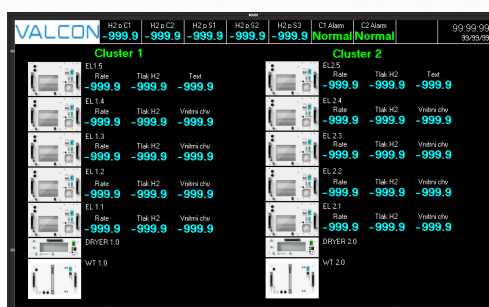 MAIN
VALCON H2 p C1 H2 p C2 H2 p S1 H2 p S2 H2 p S3 C1 Alarm C2 Alarm 99:99:99
-999.9 -999.9 -999.9 -999.9 -999.9 Normal Normal 99/99/99
Cluster 1
EL1.5
Rate Tlak H2 Text
-999.9 -999.9 -999.9
EL 1.4
Rate Tlak H2 Vnitrni chv
-999.9 -999.9 -999.9
EL 1.3
Rate Tlak H2 Vnitrni chv
-999.9 -999.9 -999.9
EL 1.2
Rate Tlak H2 Vnitrni chv
-999.9 -999.9 -999.9
EL 1.1
Rate Tlak H2 Vnitrni chv
-999.9 -999.9 -999.9
DRYER 1.0
WT 1.0
Cluster 2
EL2.5
Rate Tlak H2 Text
-999.9 -999.9 -999.9
EL 2.4
Rate Tlak H2 Vnitrni chv
-999.9 -999.9 -999.9
EL 2.3
Rate Tlak H2 Vnitrni chv
-999.9 -999.9 -999.9
EL 2.2
Rate Tlak H2 Vnitrni chv
-999.9 -999.9 -999.9
EL 2.1
Rate Tlak H2 Vnitrni chv
-999.9 -999.9 -999.9
DRYER 2.0
WT 2.0